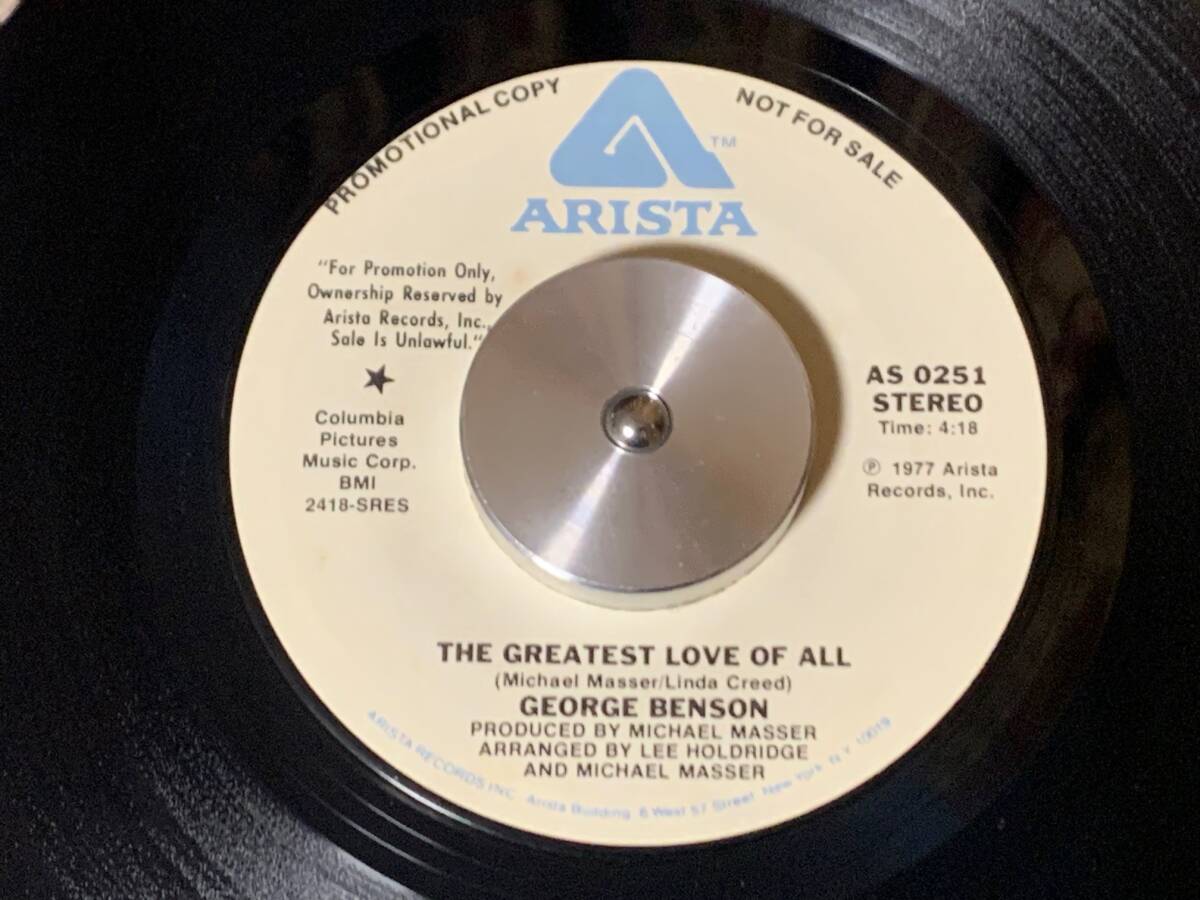 PROMOTIONAL COPY
NOT FOR SALE
TM
ARISTA
"For Promotion Only,
Ownership Reserved by
Arista Records, Inc.,
Sale Is Unlawful."
Columbia
Pictures
Music Corp.
BMI
2418-SRES
AS 0251
STEREO
Time: 4:18
℗ 1977 Arista
Records, Inc.
THE GREATEST LOVE OF ALL
(Michael Masser/Linda Creed)
GEORGE BENSON
PRODUCED BY MICHAEL MASSER
ARRANGED BY LEE HOLDRIDGE
AND MICHAEL MASSER
ARISTA RECORDS INC. Arista Building, 6 West 57 Street, New York, N.Y. 10019